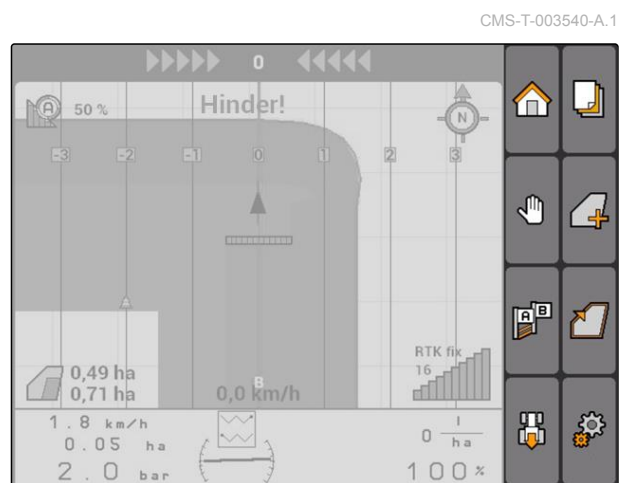 CMS-T-003540-A.1
0
A 50 % Hinder! N
-3 -2 -1 0 1 2 3
A
A B
RTK fix
16
0,49 ha
0,71 ha 0,0 km/h B
1.8 km/h
0.05 ha 0 l/ha
2.0 bar 100%